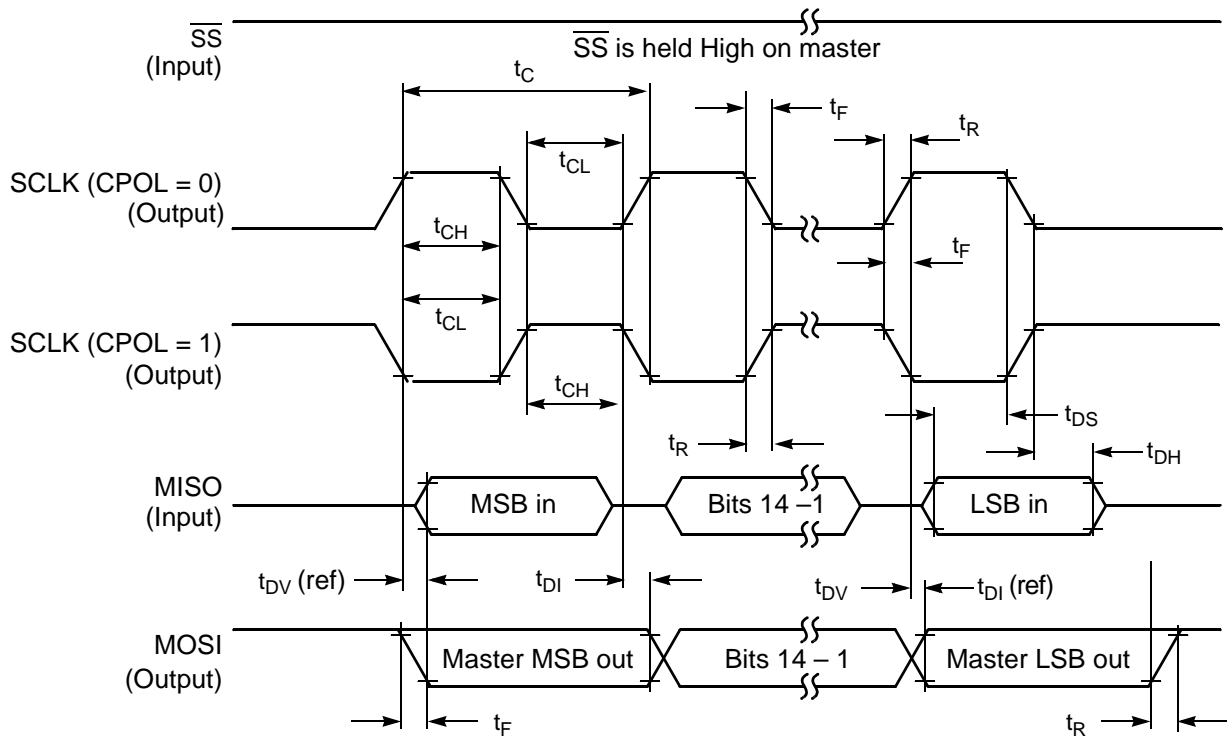 SS
(Input)
SS is held High on master
tC
tF
tR
tCL
SCLK (CPOL = 0)
(Output)
tCH
tF
tCL
SCLK (CPOL = 1)
(Output)
tCH
tDS
tR
tDH
MISO
(Input)
MSB in
Bits 14 –1
LSB in
tDV (ref)
tDI
tDV
tDI (ref)
MOSI
(Output)
Master MSB out
Bits 14 – 1
Master LSB out
tF
tR